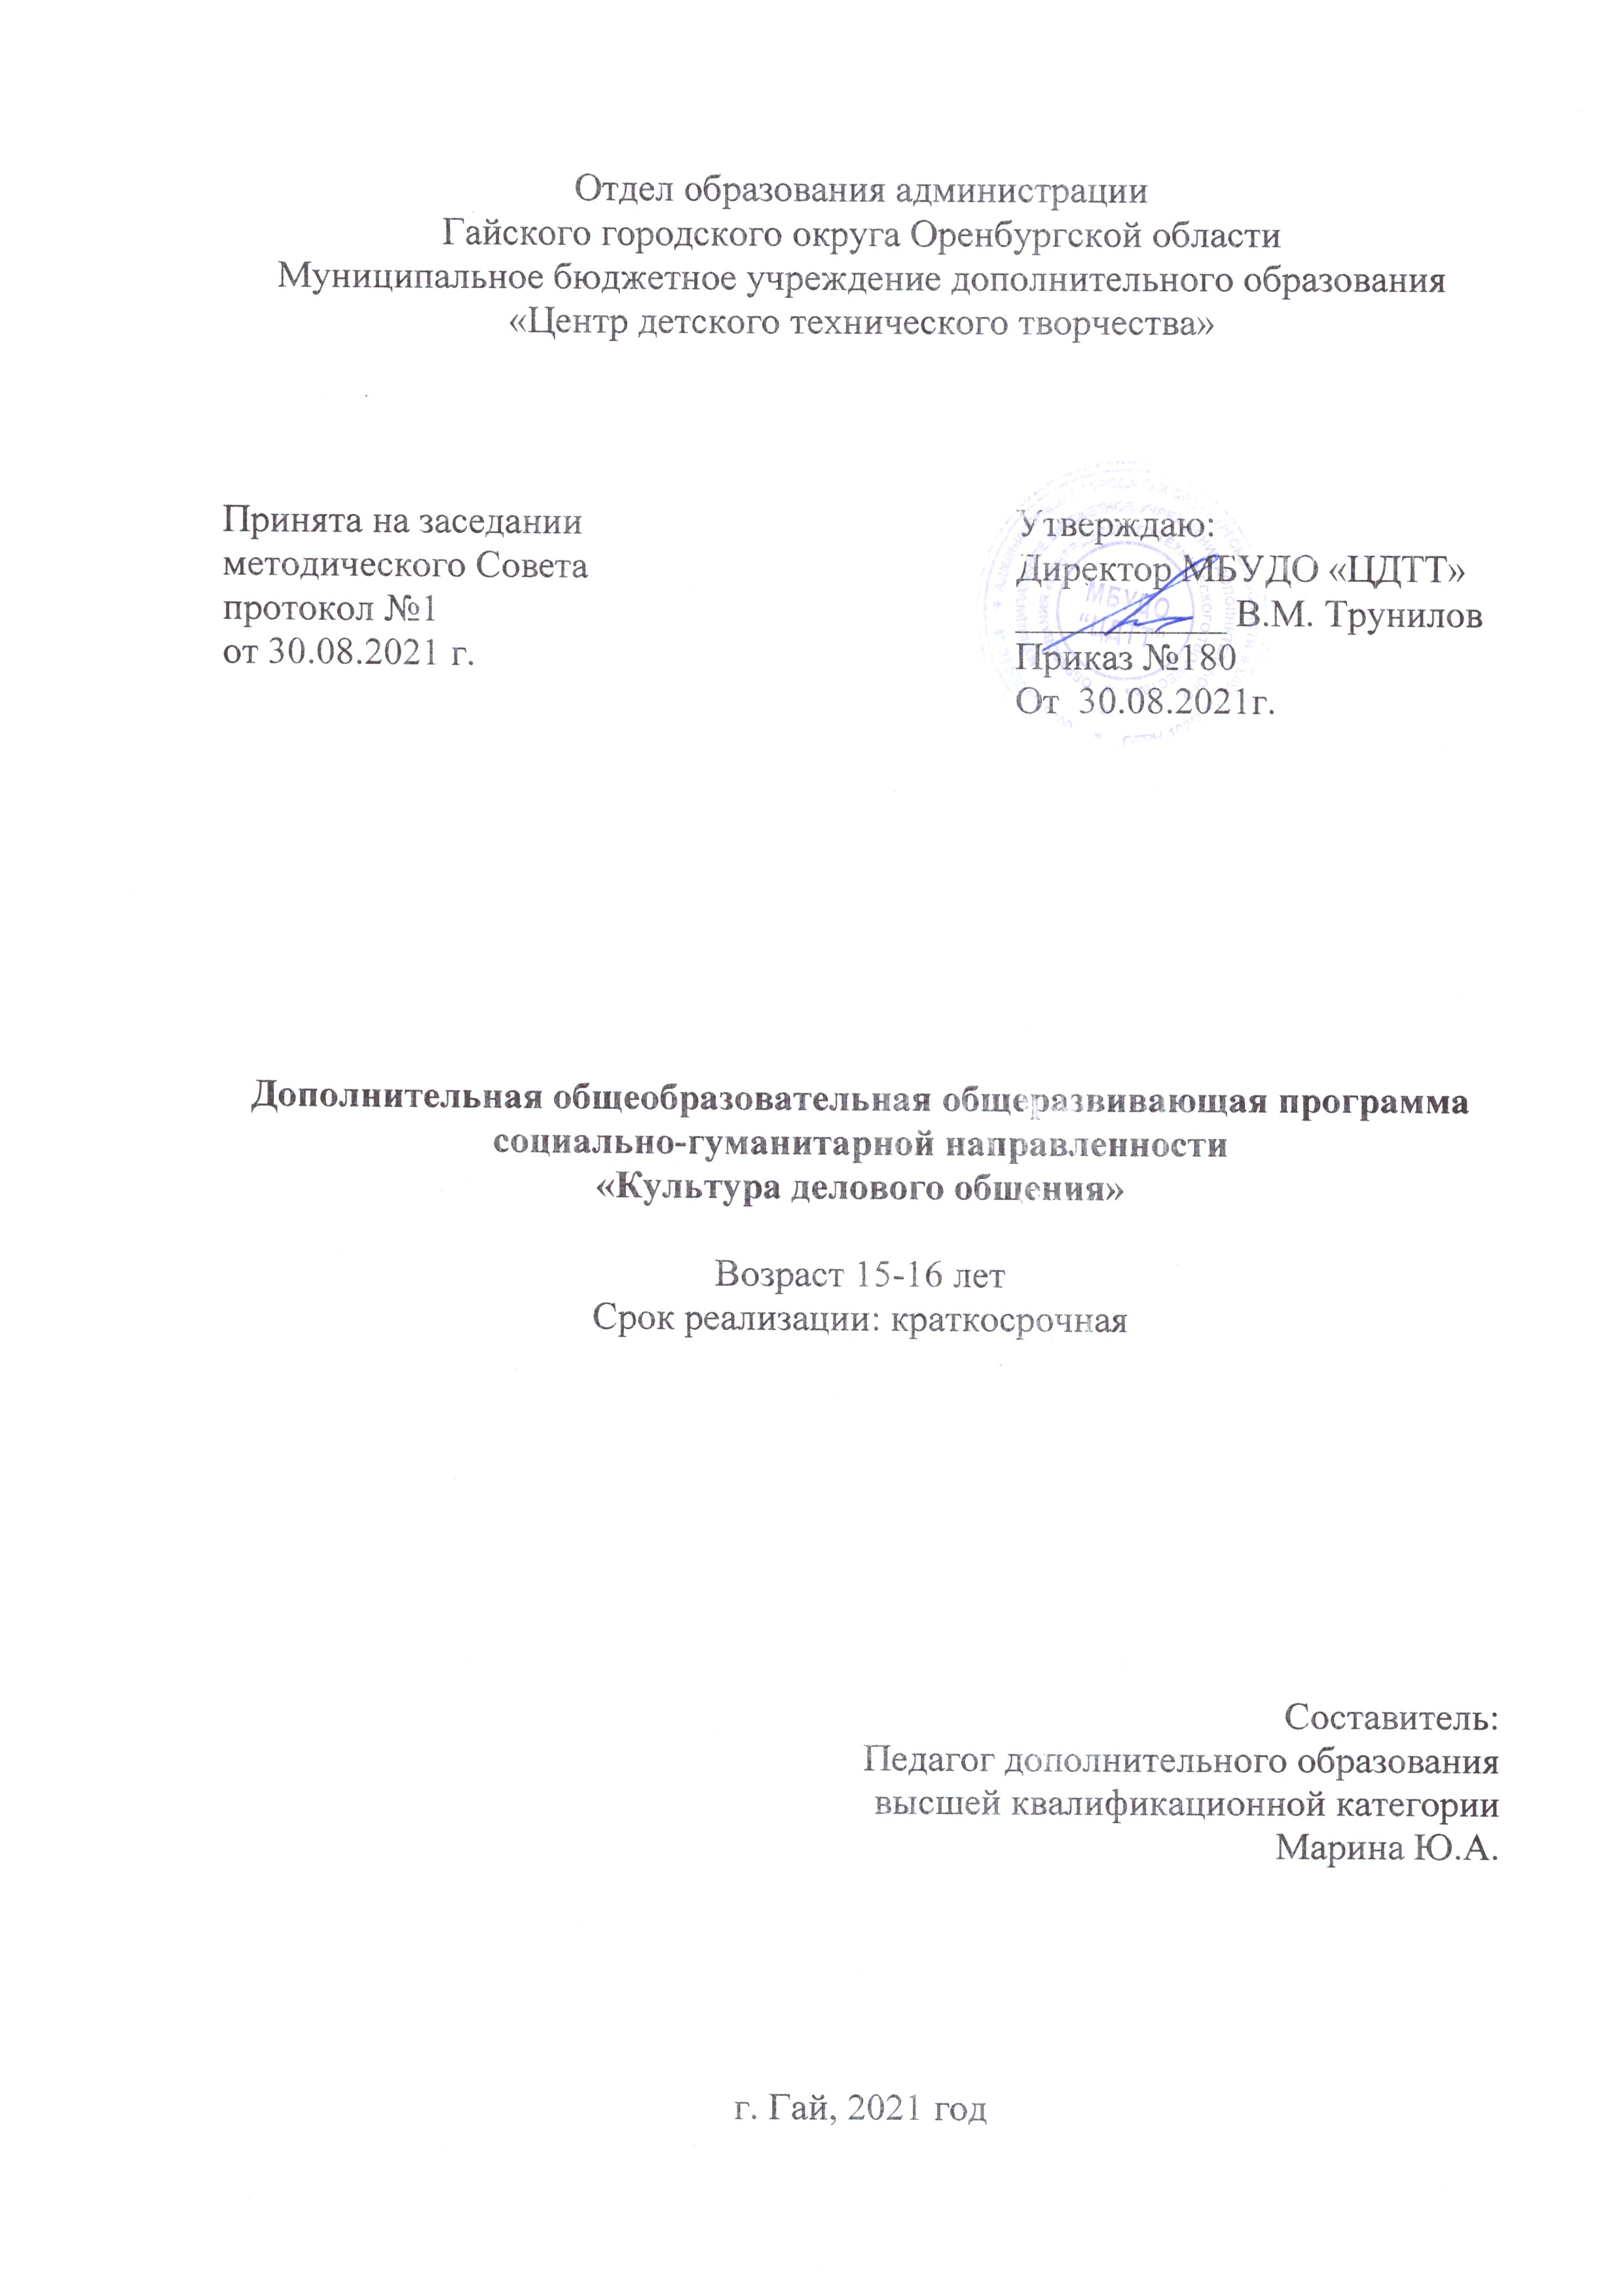 Отдел образования администрации
Гайского городского округа Оренбургской области
Муниципальное бюджетное учреждение дополнительного образования
«Центр детского технического творчества»
Принята на заседании
методического Совета
протокол №1
от 30.08.2021 г.
Утверждаю:
Директор МБУДО «ЦДТТ»
___________ В.М. Трунилов
Приказ №180
От 30.08.2021г.
МБУДО
"ЦДТТ"
Дополнительная общеобразовательная общеразвивающая программа
социально-гуманитарной направленности
«Культура делового общения»
Возраст 15-16 лет
Срок реализации: краткосрочная
Составитель:
Педагог дополнительного образования
высшей квалификационной категории
Марина Ю.А.
г. Гай, 2021 год